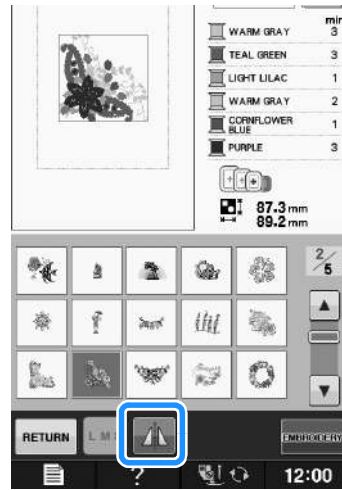 min
WARM GRAY 3
TEAL GREEN 3
LIGHT LILAC 1
WARM GRAY 2
CORNFLOWER BLUE 1
PURPLE 3
87.3 mm
89.2 mm
2/5
RETURN
L M S
EMBROIDERY
?
12:00